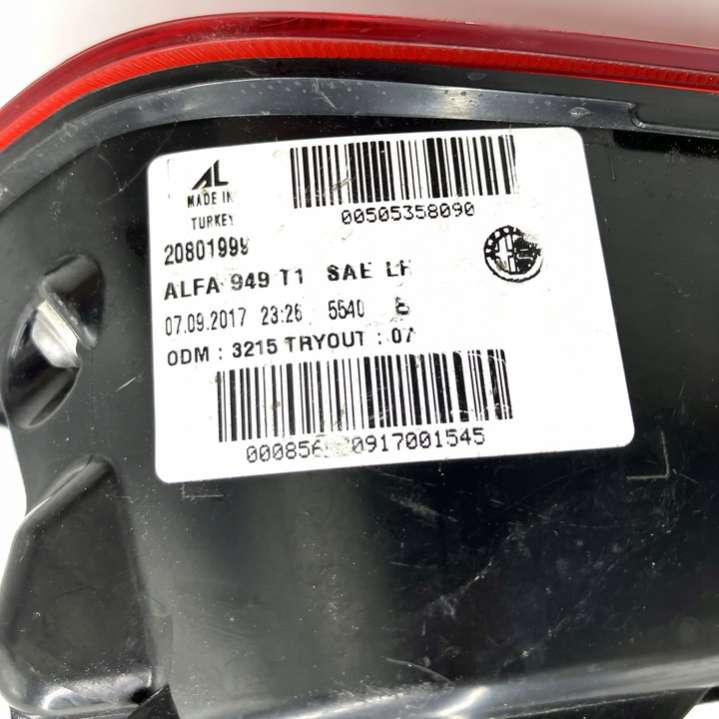 AL
MADE IN
TURKEY
00505358090
20801999
ALFA 949 T1 SAE
07.09.2017 23:26 5540
ODM : 3215 TRYOUT : 07